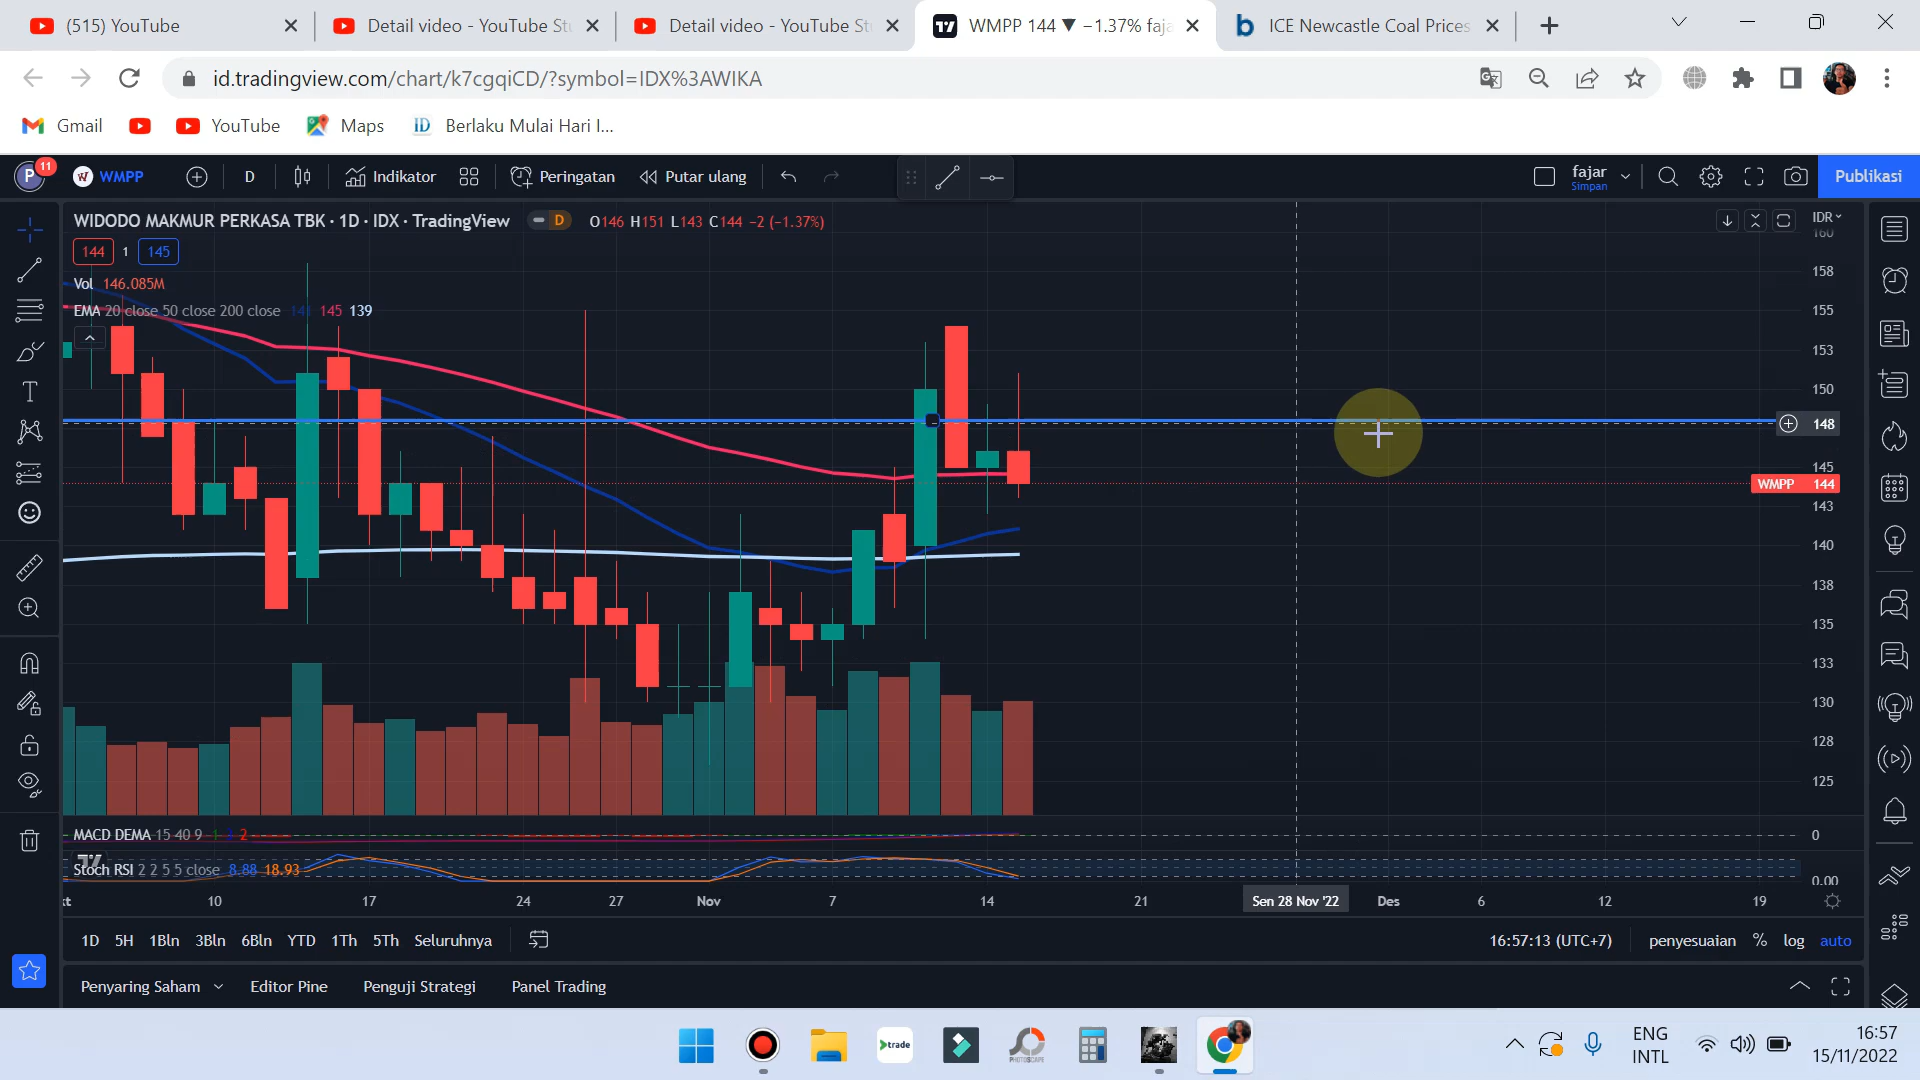 (515) YouTube
Detail video - YouTube St
Detail video - YouTube St
WMPP 144 ▼ −1.37% faja
ICE Newcastle Coal Prices
id.tradingview.com/chart/k7cgqiCD/?symbol=IDX%3AWIKA
Gmail
YouTube
Maps
Berlaku Mulai Hari I...
P
11
WMPP
D
Indikator
Peringatan
Putar ulang
fajar
Simpan
Publikasi
WIDODO MAKMUR PERKASA TBK · 1D · IDX · TradingView
D
O146 H151 L143 C144 −2 (−1.37%)
IDR
144
1
145
Vol 146.085M
EMA 20 close 50 close 200 close 141 145 139
160
158
155
153
150
148
145
WMPP 144
143
140
138
135
133
130
128
125
MACD DEMA 15 40 9 2
0
Stoch RSI 2 2 5 5 close 8.88 18.93
0.00
kt
10
17
24
27
Nov
7
14
21
Sen 28 Nov '22
Des
6
12
19
1D 5H 1Bln 3Bln 6Bln YTD 1Th 5Th Seluruhnya
16:57:13 (UTC+7)
penyesuaian % log auto
Penyaring Saham
Editor Pine
Penguji Strategi
Panel Trading
trade
PHOTOSCAPE
ENG
INTL
16:57
15/11/2022